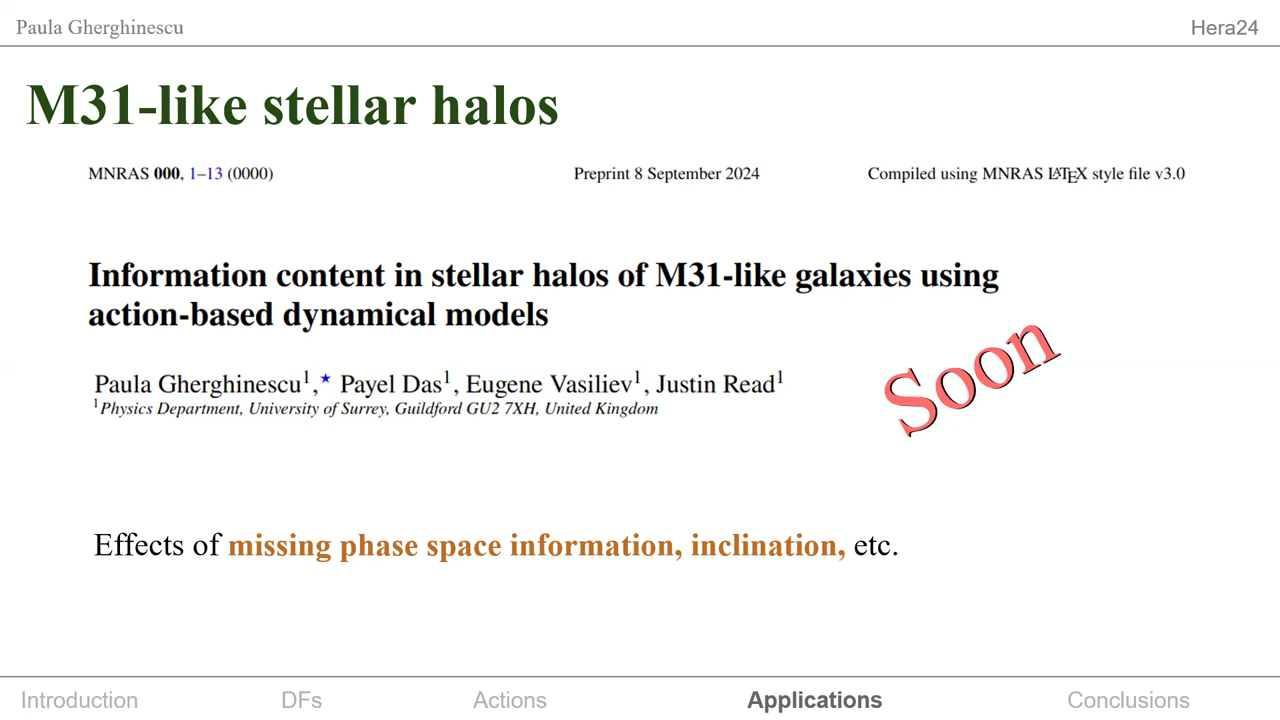 Paula Gherghinescu Hera24
M31-like stellar halos
MNRAS 000, 1–13 (0000) Preprint 8 September 2024 Compiled using MNRAS LATEX style file v3.0
Information content in stellar halos of M31-like galaxies using
action-based dynamical models
Soon
Paula Gherghinescu¹,★ Payel Das¹, Eugene Vasiliev¹, Justin Read¹
¹Physics Department, University of Surrey, Guildford GU2 7XH, United Kingdom
Effects of missing phase space information, inclination, etc.
Introduction DFs Actions Applications Conclusions